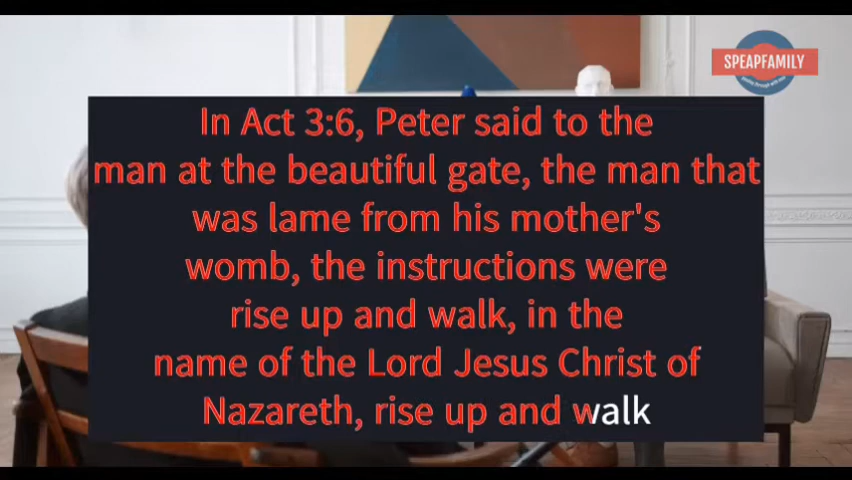 SPEAPFAMILY
In Act 3:6, Peter said to the
man at the beautiful gate, the man that
was lame from his mother's
womb, the instructions were
rise up and walk, in the
name of the Lord Jesus Christ of
Nazareth, rise up and walk